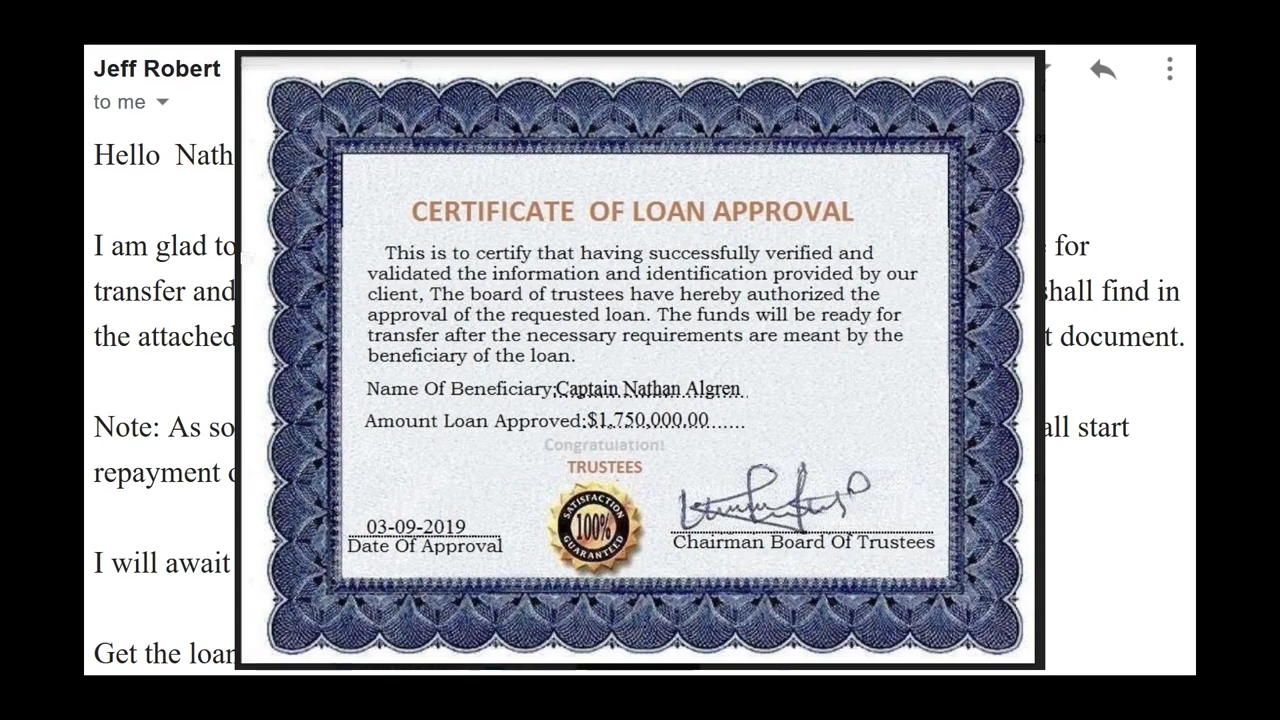 Jeff Robert
to me
Hello Nath
I am glad to
for
transfer and
shall find in
the attached
t document.
Note: As so
all start
repayment o
I will await
Get the loan
CERTIFICATE OF LOAN APPROVAL
This is to certify that having successfully verified and
validated the information and identification provided by our
client, The board of trustees have hereby authorized the
approval of the requested loan. The funds will be ready for
transfer after the necessary requirements are meant by the
beneficiary of the loan.
Name Of Beneficiary:Captain Nathan Algren
Amount Loan Approved:$1,750,000.00
Congratulation!
TRUSTEES
SATISFACTION
100%
GUARANTEED
03-09-2019
Date Of Approval
Chairman Board Of Trustees